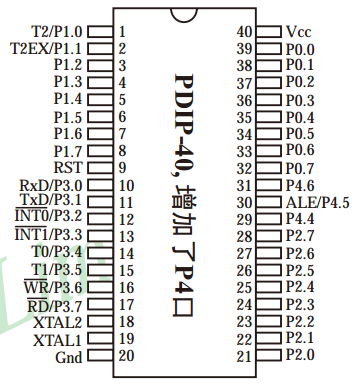 T2/P1.0 1 40 Vcc
T2EX/P1.1 2 39 P0.0
P1.2 3 38 P0.1
P1.3 4 37 P0.2
P1.4 5 36 P0.3
P1.5 6 35 P0.4
P1.6 7 34 P0.5
P1.7 8 33 P0.6
RST 9 32 P0.7
RxD/P3.0 10 31 P4.6
TxD/P3.1 11 30 ALE/P4.5
INT0/P3.2 12 29 P4.4
INT1/P3.3 13 28 P2.7
T0/P3.4 14 27 P2.6
T1/P3.5 15 26 P2.5
WR/P3.6 16 25 P2.4
RD/P3.7 17 24 P2.3
XTAL2 18 23 P2.2
XTAL1 19 22 P2.1
Gnd 20 21 P2.0
PDIP-40,增加了P4口